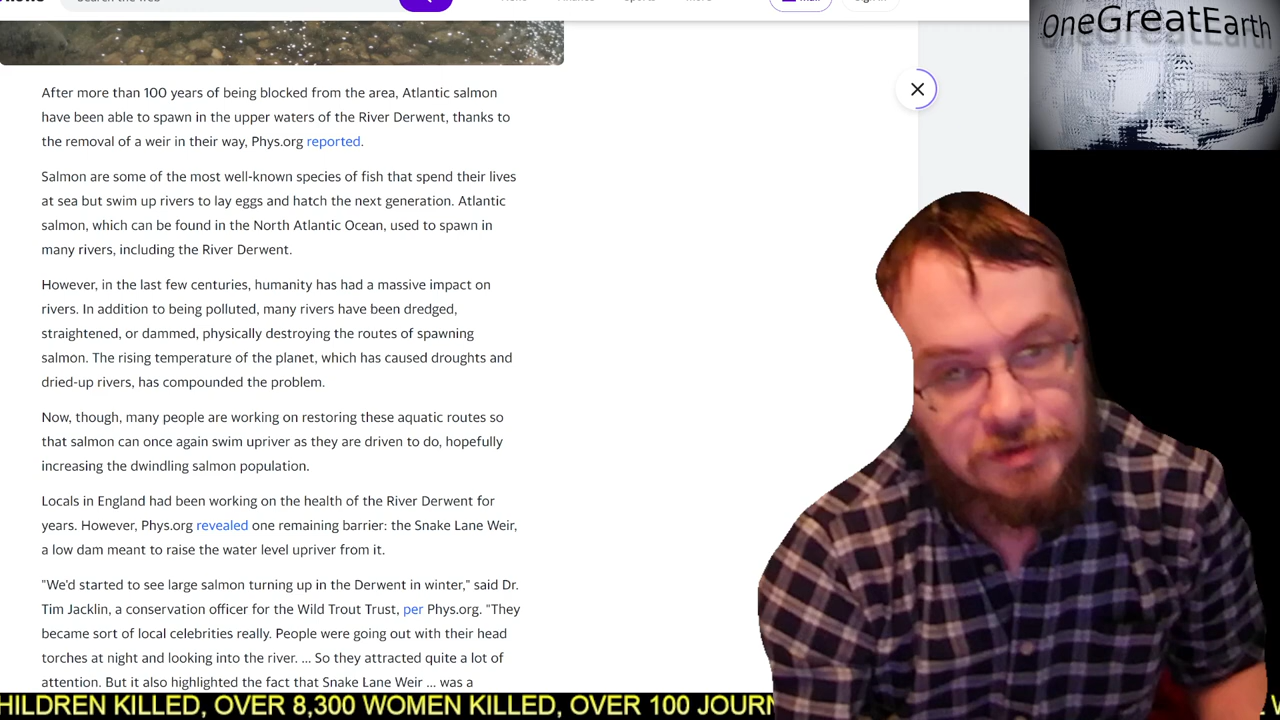 OneGreatEarth
After more than 100 years of being blocked from the area, Atlantic salmon
have been able to spawn in the upper waters of the River Derwent, thanks to
the removal of a weir in their way, Phys.org reported.
Salmon are some of the most well-known species of fish that spend their lives
at sea but swim up rivers to lay eggs and hatch the next generation. Atlantic
salmon, which can be found in the North Atlantic Ocean, used to spawn in
many rivers, including the River Derwent.
However, in the last few centuries, humanity has had a massive impact on
rivers. In addition to being polluted, many rivers have been dredged,
straightened, or dammed, physically destroying the routes of spawning
salmon. The rising temperature of the planet, which has caused droughts and
dried-up rivers, has compounded the problem.
Now, though, many people are working on restoring these aquatic routes so
that salmon can once again swim upriver as they are driven to do, hopefully
increasing the dwindling salmon population.
Locals in England had been working on the health of the River Derwent for
years. However, Phys.org revealed one remaining barrier: the Snake Lane Weir,
a low dam meant to raise the water level upriver from it.
"We'd started to see large salmon turning up in the Derwent in winter," said Dr.
Tim Jacklin, a conservation officer for the Wild Trout Trust, per Phys.org. "They
became sort of local celebrities really. People were going out with their head
torches at night and looking into the river. ... So they attracted quite a lot of
attention. But it also highlighted the fact that Snake Lane Weir ... was a
HILDREN KILLED, OVER 8,300 WOMEN KILLED, OVER 100 JOURN